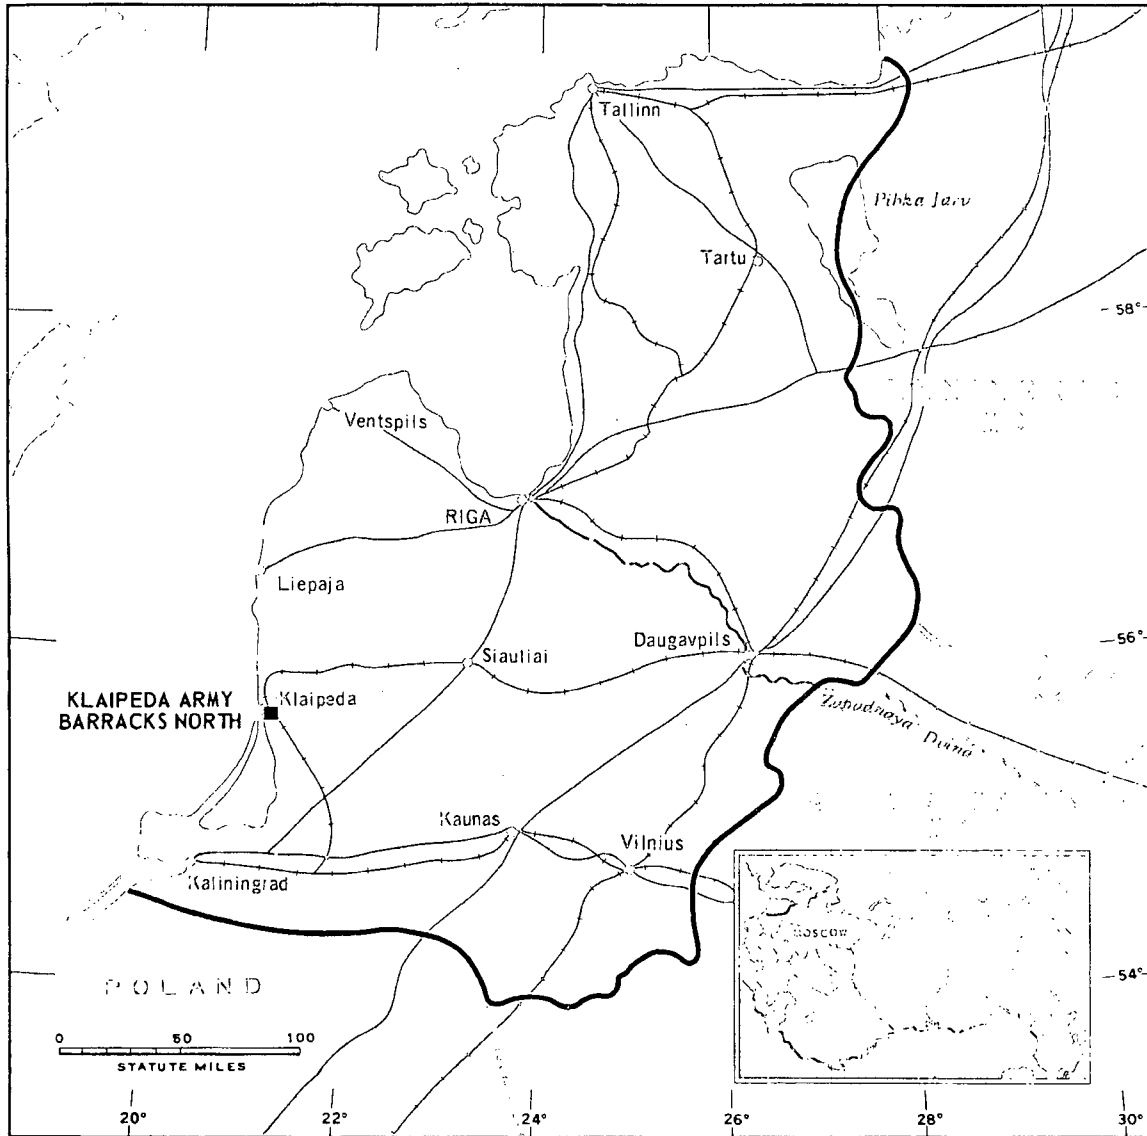 Tallinn
Pihka Jarv
Tartu
58°
Ventspils
RIGA
Liepaja
Daugavpils
56°
Siauliai
KLAIPEDA ARMY
BARRACKS NORTH
Klaipeda
Zapadnaya Dvina
Kaunas
Vilnius
Kaliningrad
Moscow
POLAND
54°
0 50 100
STATUTE MILES
20° 22° 24° 26° 28° 30°